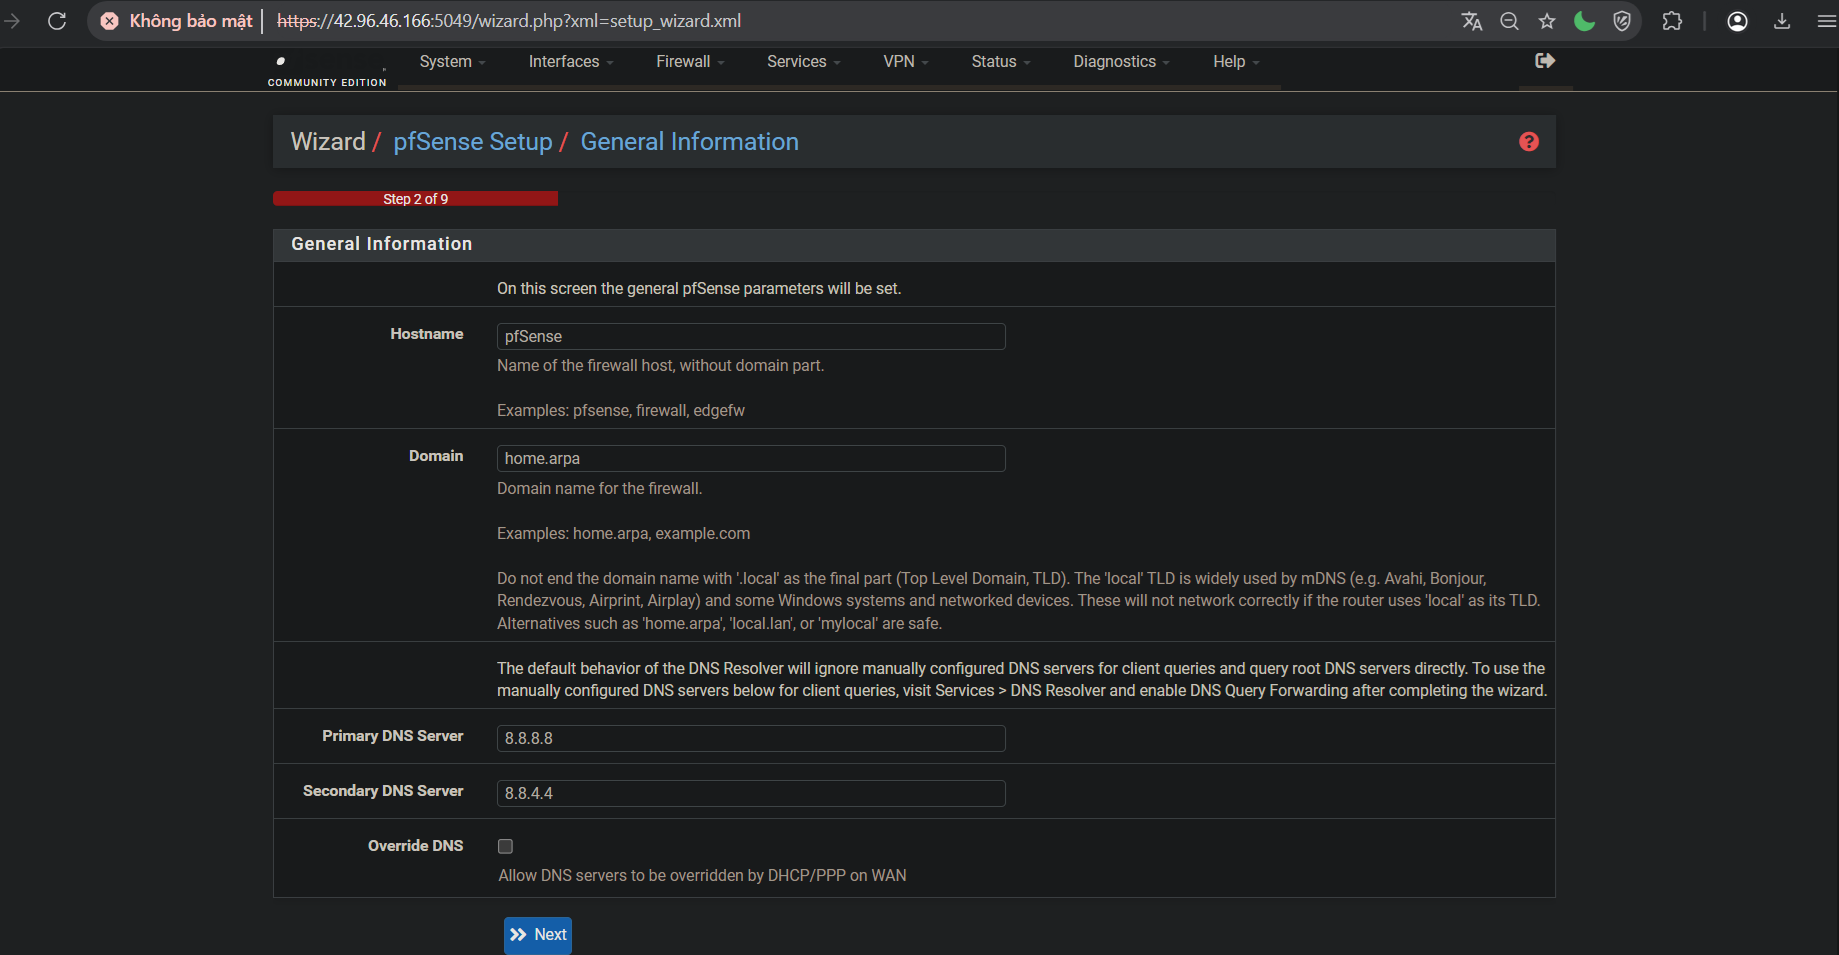 Không bảo mật https://42.96.46.166:5049/wizard.php?xml=setup_wizard.xml
COMMUNITY EDITION
System Interfaces Firewall Services VPN Status Diagnostics Help
Wizard / pfSense Setup / General Information
Step 2 of 9
General Information
On this screen the general pfSense parameters will be set.
Hostname
pfSense
Name of the firewall host, without domain part.
Examples: pfsense, firewall, edgefw
Domain
home.arpa
Domain name for the firewall.
Examples: home.arpa, example.com
Do not end the domain name with '.local' as the final part (Top Level Domain, TLD). The 'local' TLD is widely used by mDNS (e.g. Avahi, Bonjour,
Rendezvous, Airprint, Airplay) and some Windows systems and networked devices. These will not network correctly if the router uses 'local' as its TLD.
Alternatives such as 'home.arpa', 'local.lan', or 'mylocal' are safe.
The default behavior of the DNS Resolver will ignore manually configured DNS servers for client queries and query root DNS servers directly. To use the
manually configured DNS servers below for client queries, visit Services > DNS Resolver and enable DNS Query Forwarding after completing the wizard.
Primary DNS Server
8.8.8.8
Secondary DNS Server
8.8.4.4
Override DNS
Allow DNS servers to be overridden by DHCP/PPP on WAN
Next